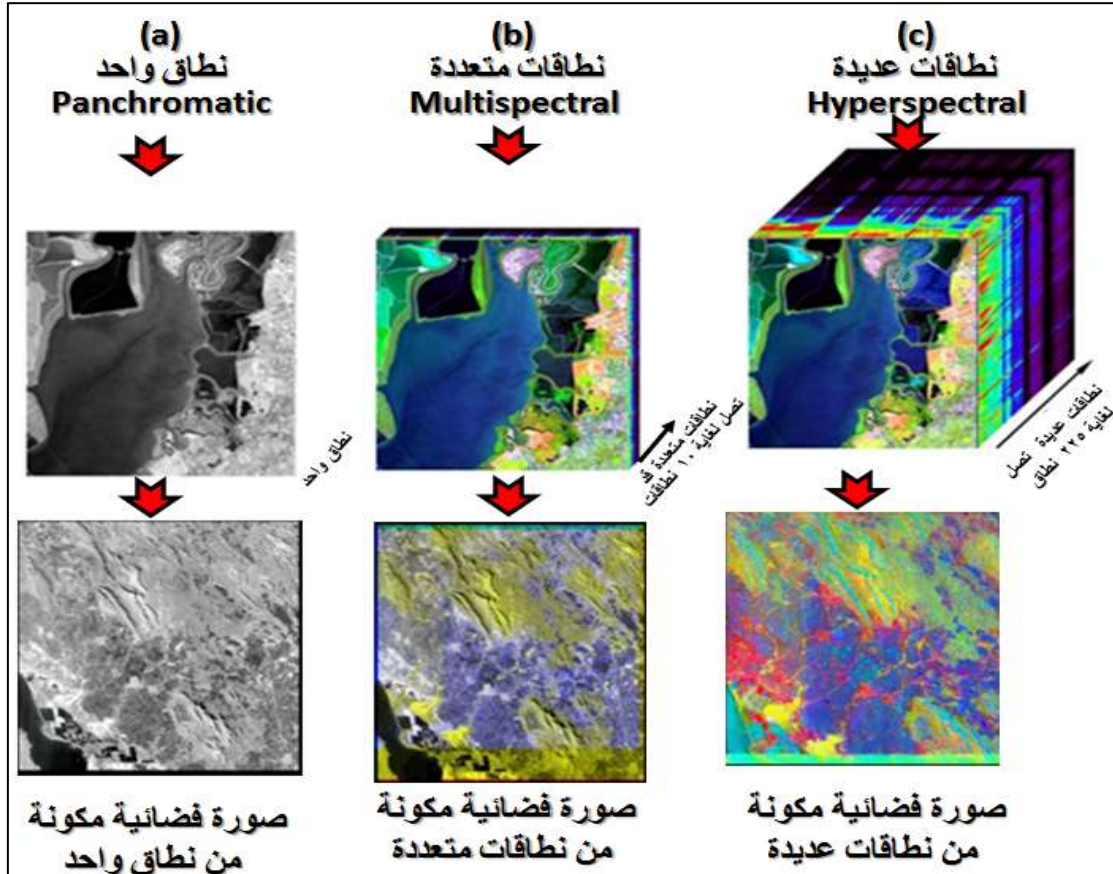 (a)
نطاق واحد
Panchromatic
(b)
نطاقات متعددة
Multispectral
(c)
نطاقات عديدة
Hyperspectral
نطاق واحد
نطاقات متعددة قد
تصل لغاية ١٠ نطاقات
نطاقات عديدة تصل
لغاية ٢٢٥ نطاق
صورة فضائية مكونة
من نطاق واحد
صورة فضائية مكونة
من نطاقات متعددة
صورة فضائية مكونة
من نطاقات عديدة